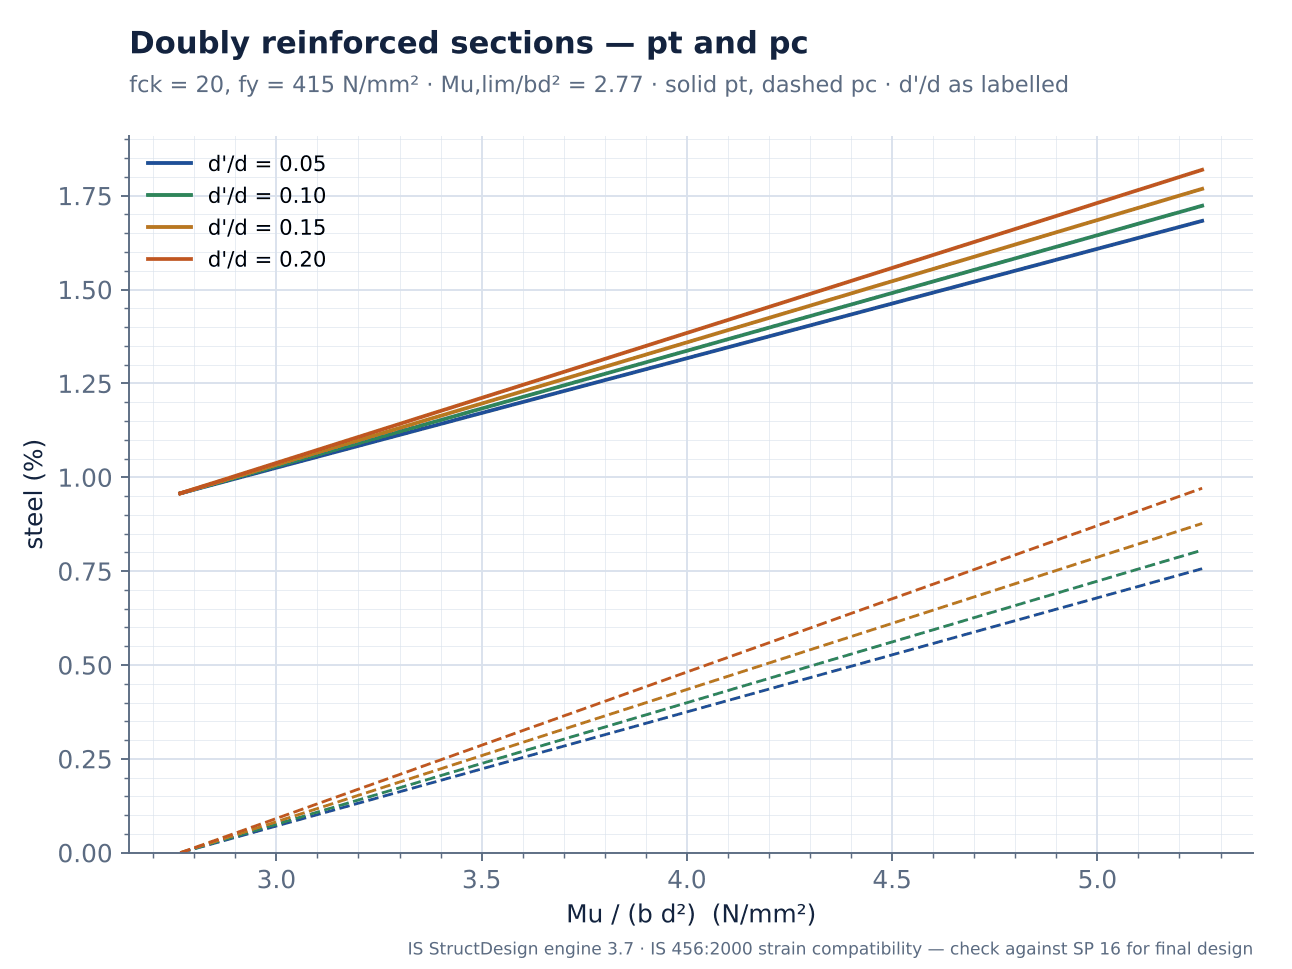 Doubly reinforced sections — pt and pc
fck = 20, fy = 415 N/mm² · Mu,lim/bd² = 2.77 · solid pt, dashed pc · d'/d as labelled
d'/d = 0.05
d'/d = 0.10
d'/d = 0.15
d'/d = 0.20
1.75
1.50
1.25
1.00
0.75
0.50
0.25
0.00
steel (%)
3.0 3.5 4.0 4.5 5.0
Mu / (b d²) (N/mm²)
IS StructDesign engine 3.7 · IS 456:2000 strain compatibility — check against SP 16 for final design